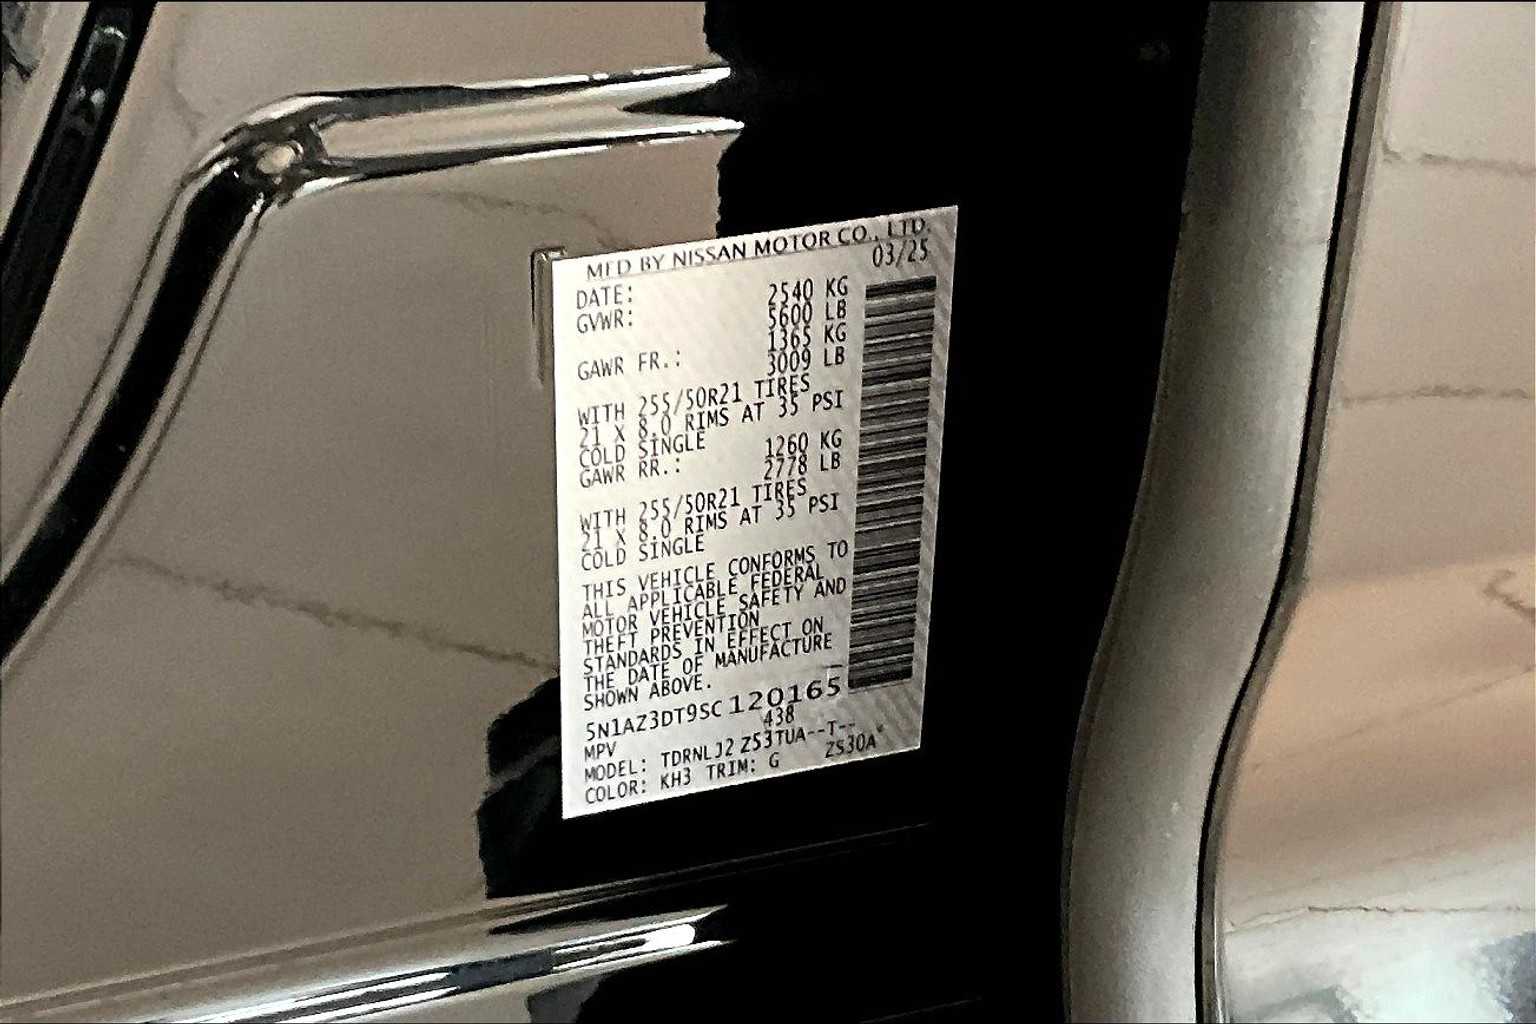 MFD BY NISSAN MOTOR CO., LTD.
DATE: 03/25
GVWR: 2540 KG
5600 LB
GAWR FR.: 1365 KG
3009 LB
WITH 255/50R21 TIRES
21 X 8.0 RIMS AT 35 PSI
COLD SINGLE
GAWR RR.: 1260 KG
2778 LB
WITH 255/50R21 TIRES
21 X 8.0 RIMS AT 35 PSI
COLD SINGLE
THIS VEHICLE CONFORMS TO
ALL APPLICABLE FEDERAL
MOTOR VEHICLE SAFETY AND
THEFT PREVENTION
STANDARDS IN EFFECT ON
THE DATE OF MANUFACTURE
SHOWN ABOVE.
5N1AZ3DT9SC120165
MPV 438
MODEL: TDRNLJ2 ZS3TUA--T--
COLOR: KH3 TRIM: G ZS30A*